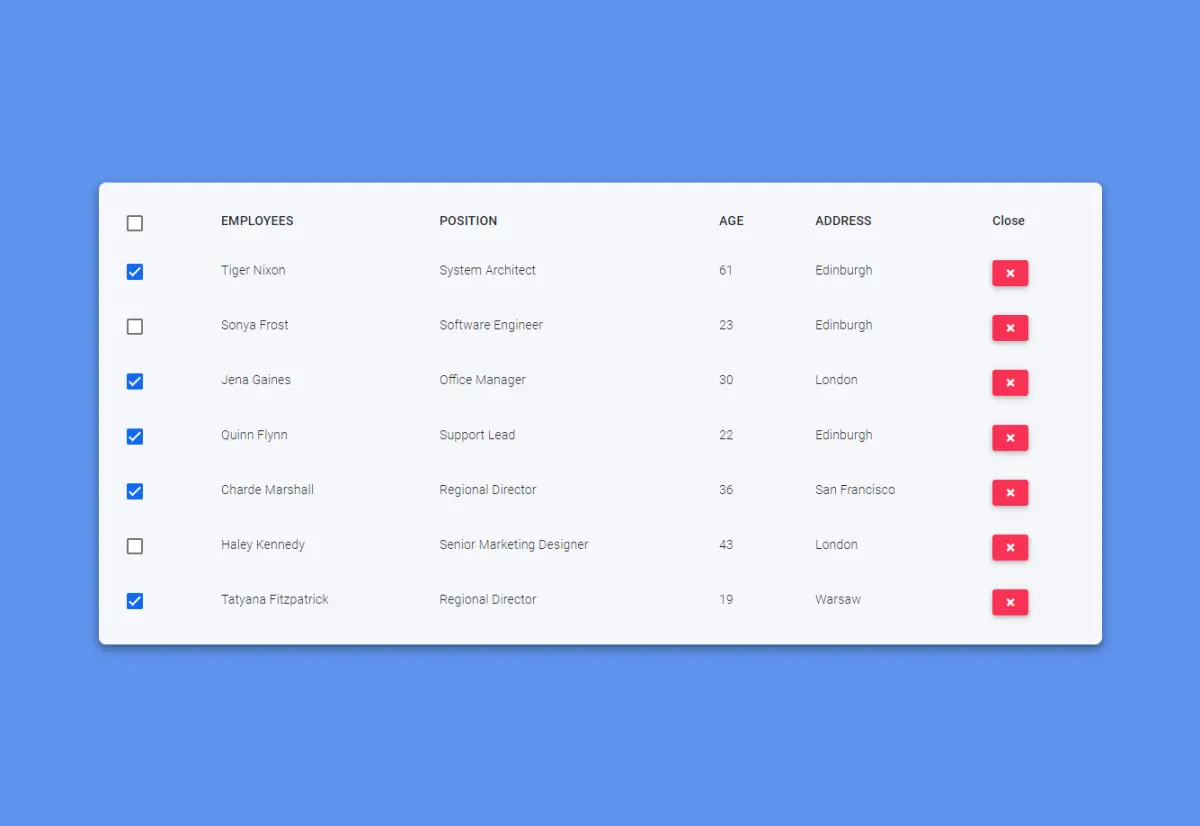 EMPLOYEES POSITION AGE ADDRESS Close
Tiger Nixon System Architect 61 Edinburgh
Sonya Frost Software Engineer 23 Edinburgh
Jena Gaines Office Manager 30 London
Quinn Flynn Support Lead 22 Edinburgh
Charde Marshall Regional Director 36 San Francisco
Haley Kennedy Senior Marketing Designer 43 London
Tatyana Fitzpatrick Regional Director 19 Warsaw